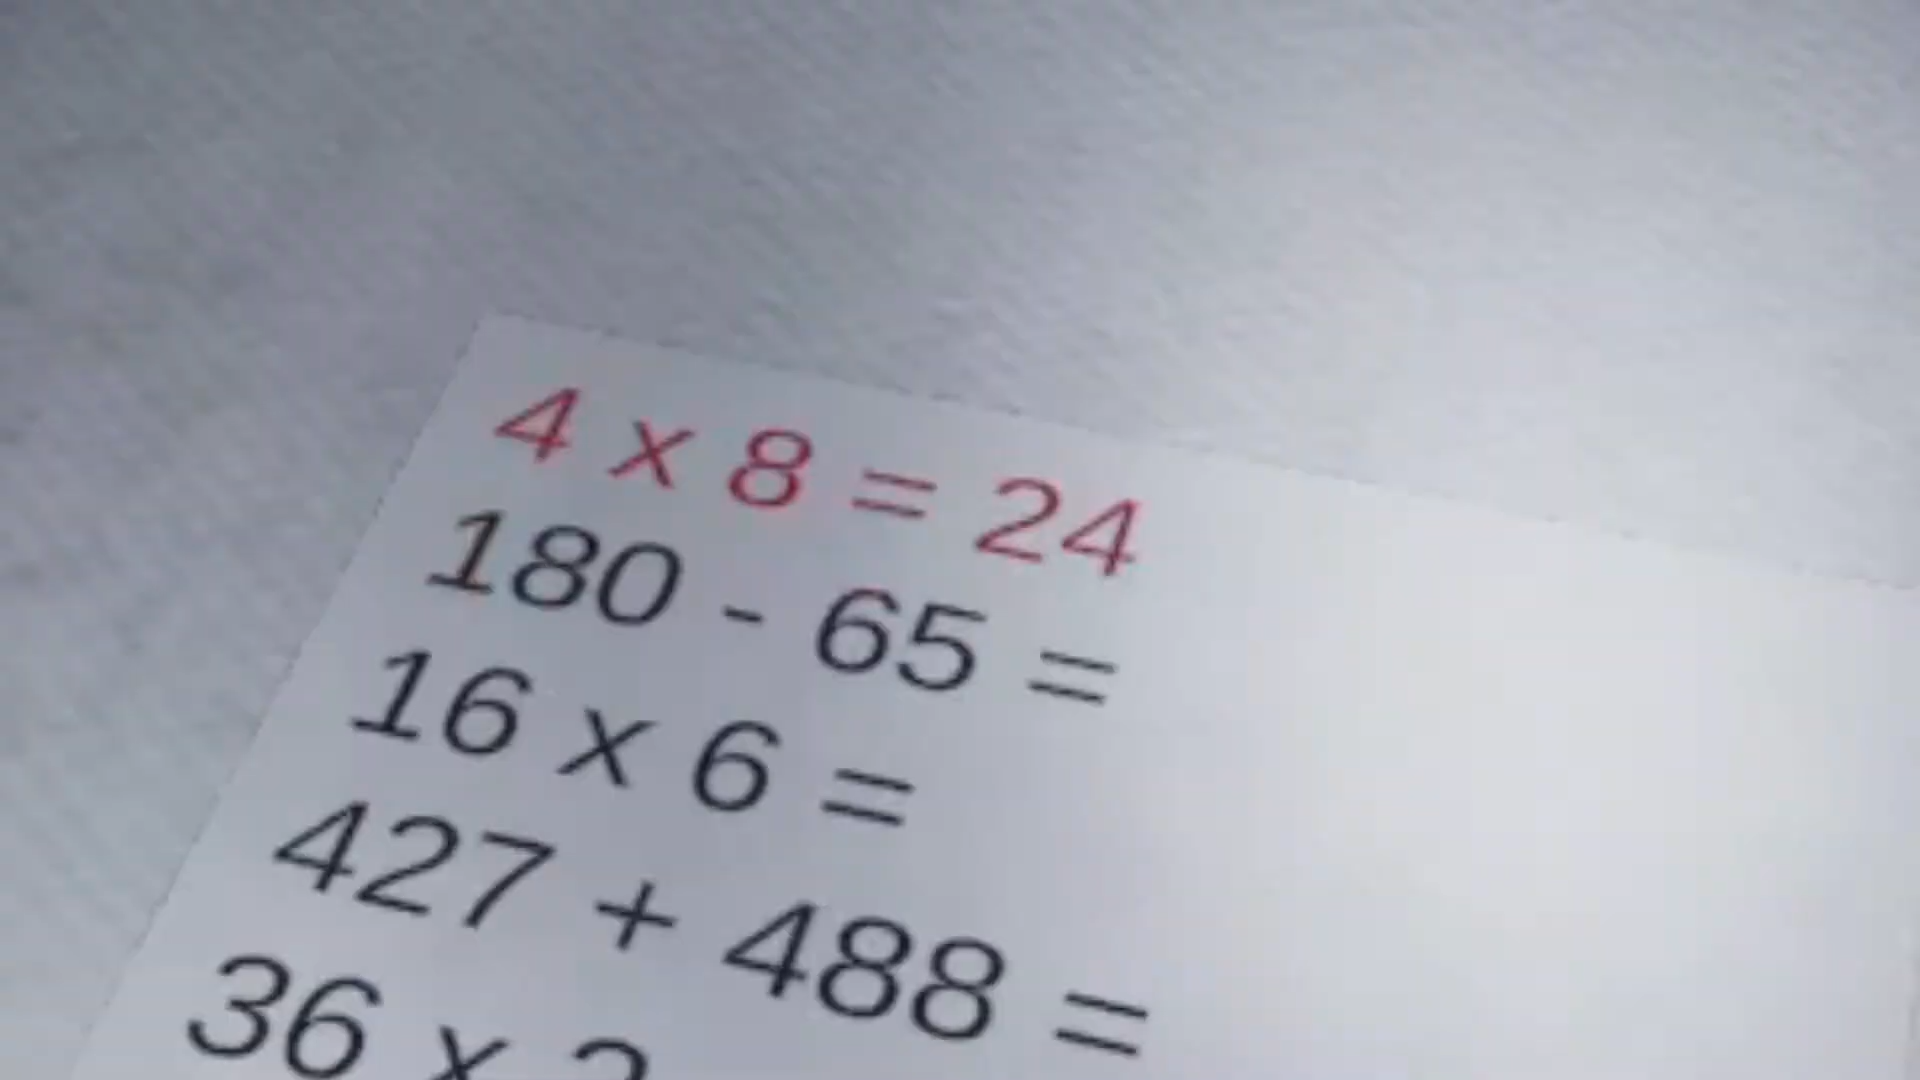 4 x 8 = 24
180 - 65 =
16 x 6 =
427 + 488 =
36 x